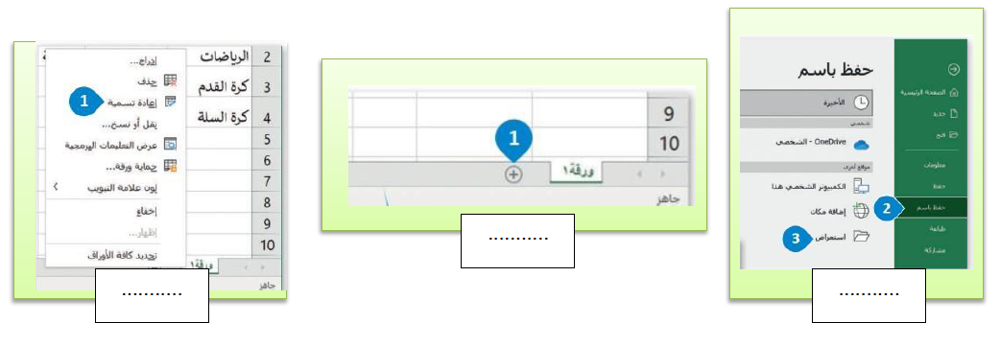 حفظ باسم
الصفحة الرئيسية
جديد
فتح
معلومات
حفظ
حفظ باسم
طباعة
مشاركة
الأخيرة
شخصي
OneDrive - الشخصي
مواقع أخرى
الكمبيوتر الشخصي هنا
إضافة مكان
استعراض
2
3
...........
9
10
1
ورقة١
جاهز
...........
2 الرياضات
3 كرة القدم
4 كرة السلة
5
6
7
8
9
10
إدراج...
حذف
إعادة تسمية
1
نقل أو نسخ...
عرض التعليمات البرمجية
حماية ورقة...
لون علامة التبويب
إخفاء
إظهار...
تحديد كافة الأوراق
ورقة١
جاهز
...........